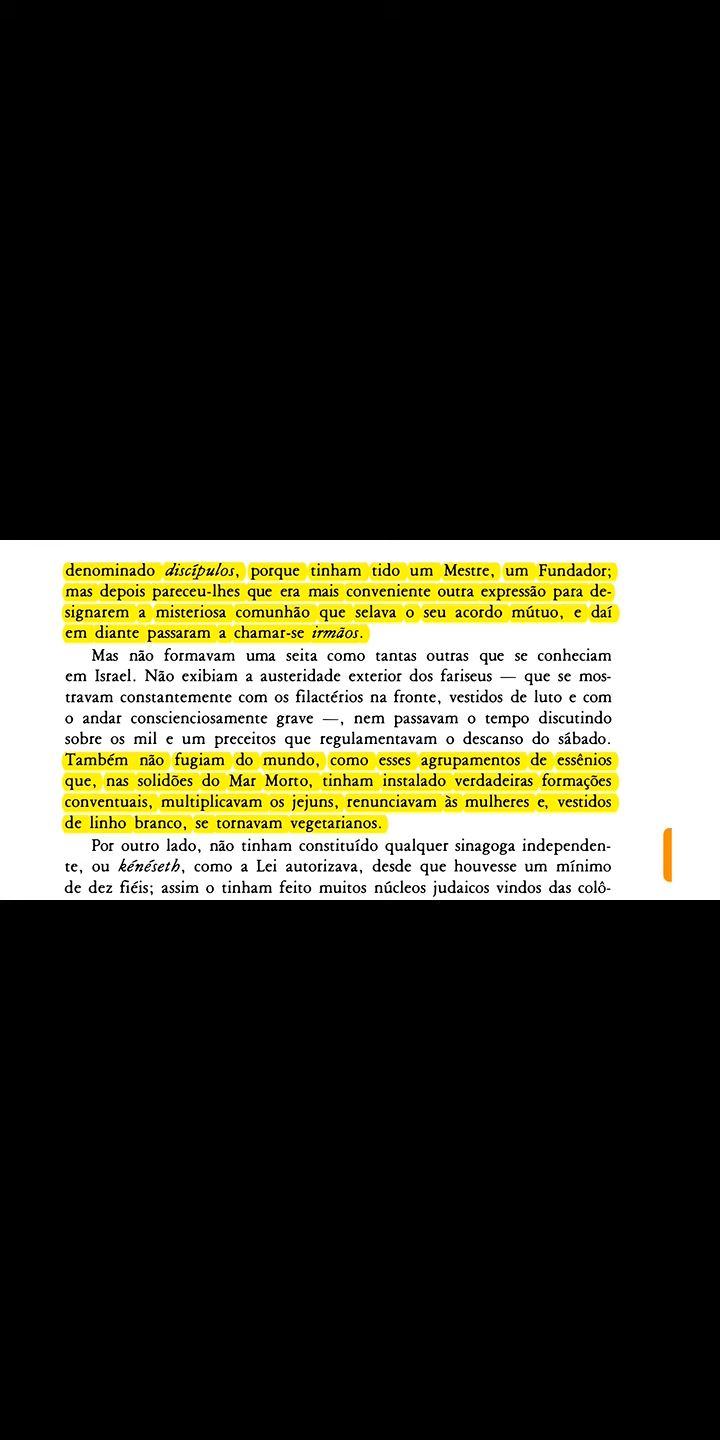 denominado discípulos, porque tinham tido um Mestre, um Fundador;
mas depois pareceu-lhes que era mais conveniente outra expressão para de-
signarem a misteriosa comunhão que selava o seu acordo mútuo, e daí
em diante passaram a chamar-se irmãos.
Mas não formavam uma seita como tantas outras que se conheciam
em Israel. Não exibiam a austeridade exterior dos fariseus — que se mos-
travam constantemente com os filactérios na fronte, vestidos de luto e com
o andar conscienciosamente grave —, nem passavam o tempo discutindo
sobre os mil e um preceitos que regulamentavam o descanso do sábado.
Também não fugiam do mundo, como esses agrupamentos de essênios
que, nas solidões do Mar Morto, tinham instalado verdadeiras formações
conventuais, multiplicavam os jejuns, renunciavam às mulheres e, vestidos
de linho branco, se tornavam vegetarianos.
Por outro lado, não tinham constituído qualquer sinagoga independen-
te, ou kénéseth, como a Lei autorizava, desde que houvesse um mínimo
de dez fiéis; assim o tinham feito muitos núcleos judaicos vindos das colô-